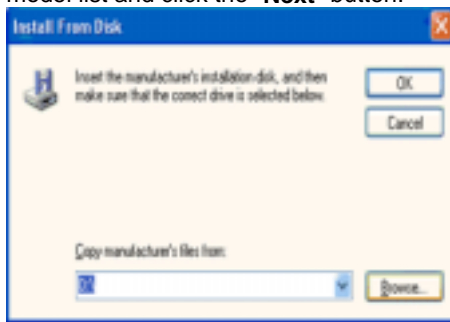 model list and click the "Next" button.
Install From Disk
Insert the manufacturer's installation disk, and then
make sure that the correct drive is selected below.
OK
Cancel
Copy manufacturer's files from:
Browse...